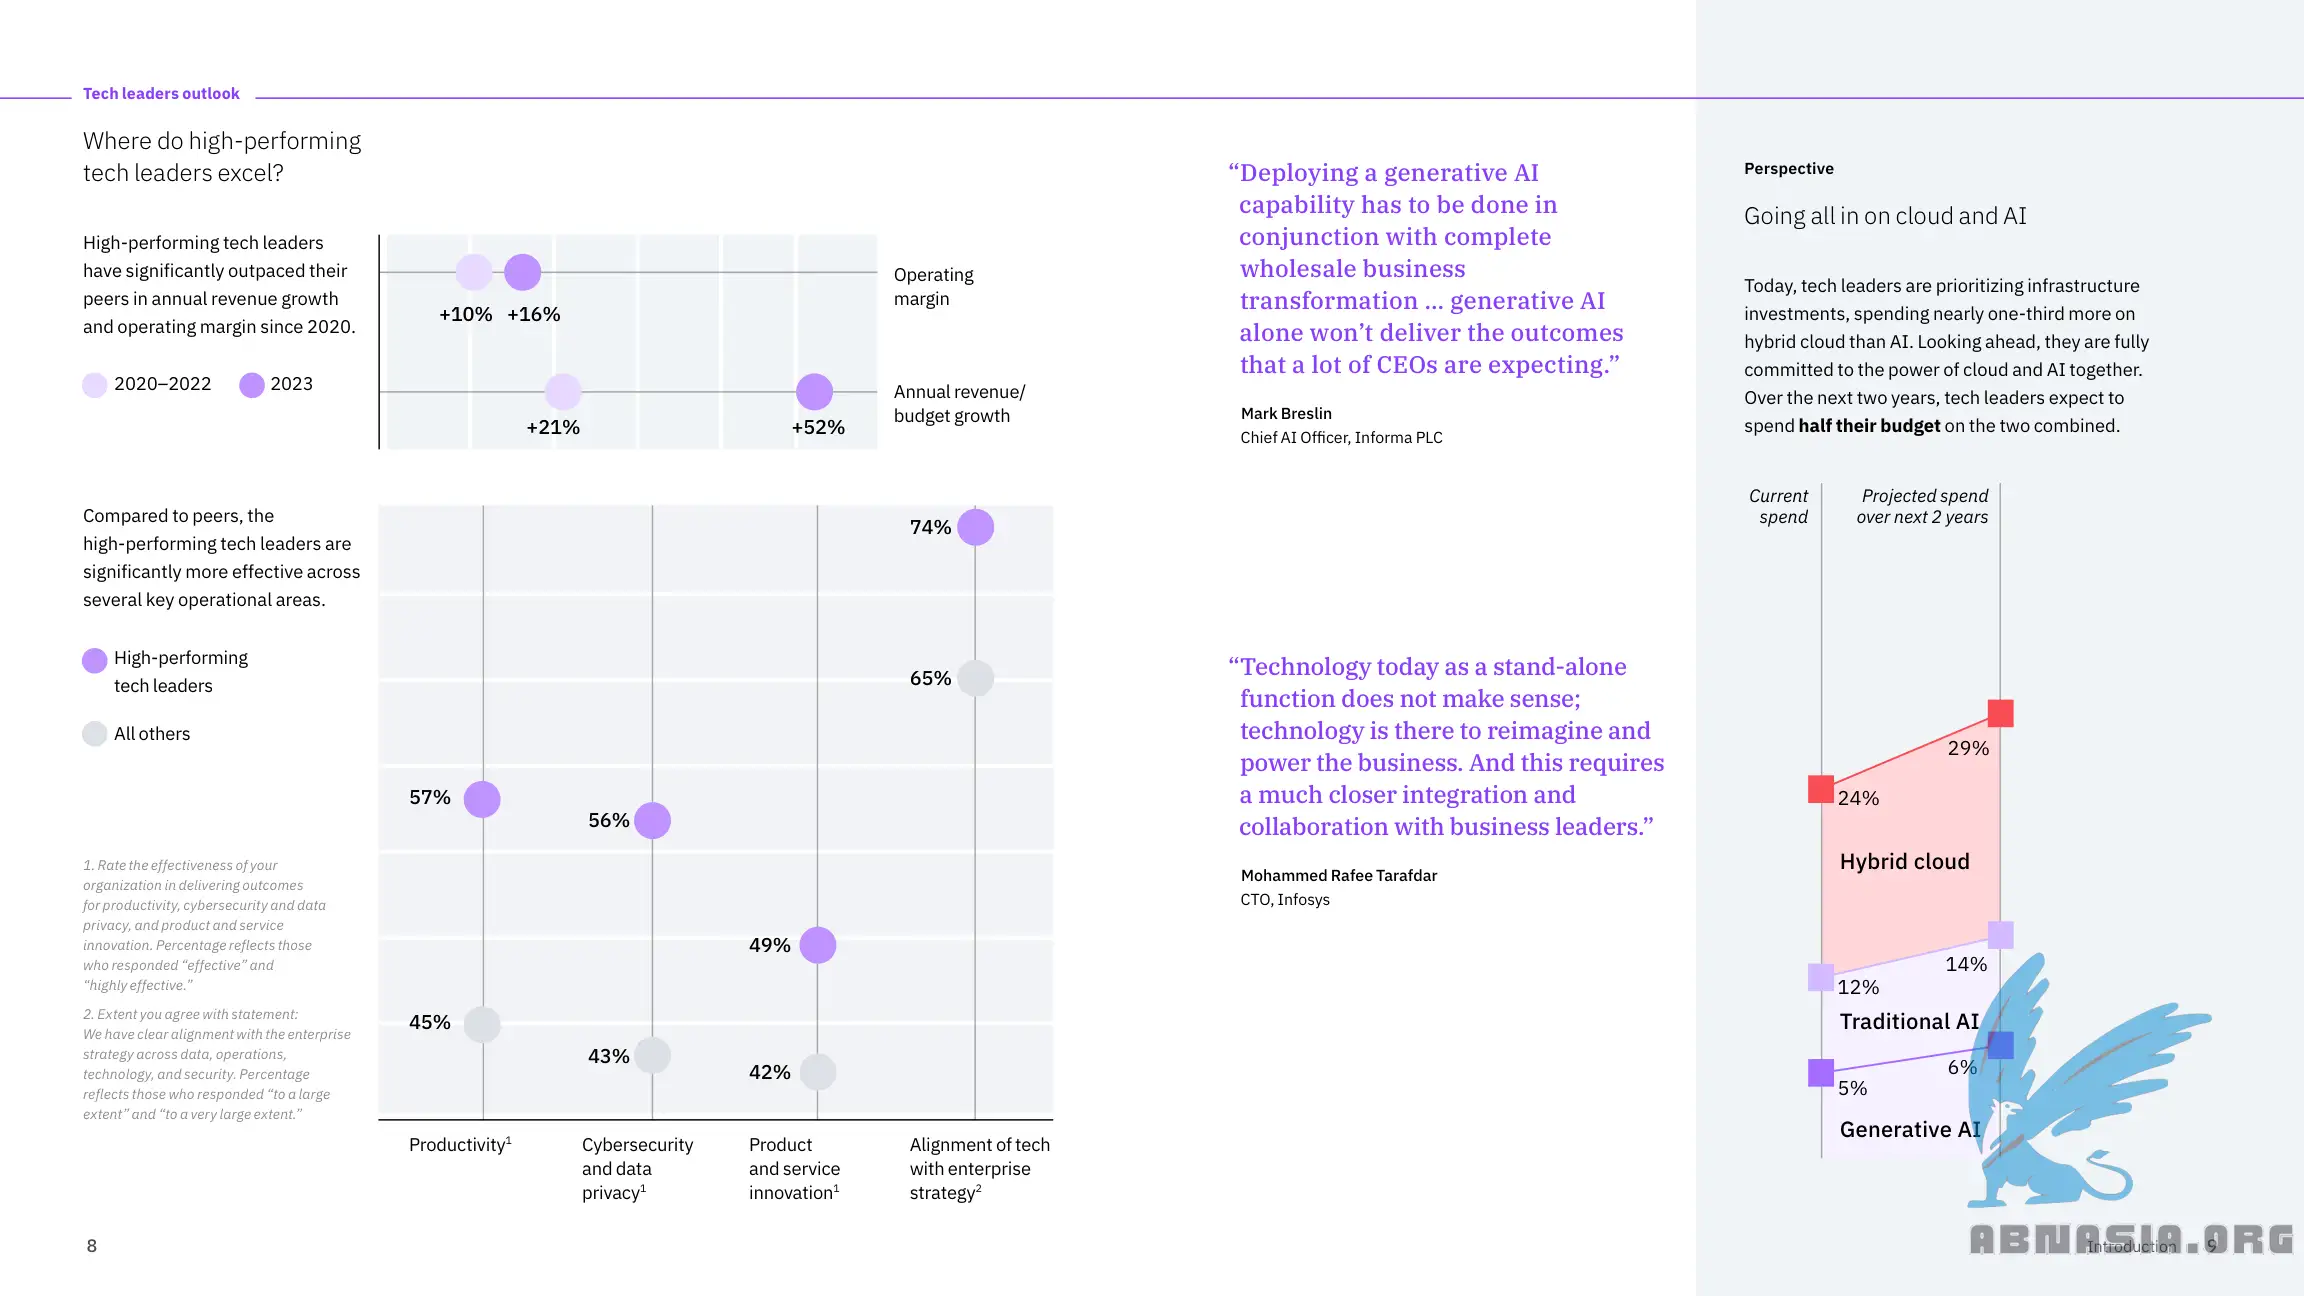 Tech leaders outlook
Where do high-performing
tech leaders excel?
High-performing tech leaders
have significantly outpaced their
peers in annual revenue growth
and operating margin since 2020.
2020–2022
2023
+10%
+16%
Operating
margin
+21%
+52%
Annual revenue/
budget growth
Compared to peers, the
high-performing tech leaders are
significantly more effective across
several key operational areas.
High-performing
tech leaders
All others
1. Rate the effectiveness of your
organization in delivering outcomes
for productivity, cybersecurity and data
privacy, and product and service
innovation. Percentage reflects those
who responded “effective” and
“highly effective.”
2. Extent you agree with statement:
We have clear alignment with the enterprise
strategy across data, operations,
technology, and security. Percentage
reflects those who responded “to a large
extent” and “to a very large extent.”
74%
65%
57%
56%
49%
45%
43%
42%
Productivity¹
Cybersecurity
and data
privacy¹
Product
and service
innovation¹
Alignment of tech
with enterprise
strategy²
8
“Deploying a generative AI
capability has to be done in
conjunction with complete
wholesale business
transformation ... generative AI
alone won’t deliver the outcomes
that a lot of CEOs are expecting.”
Mark Breslin
Chief AI Officer, Informa PLC
“Technology today as a stand-alone
function does not make sense;
technology is there to reimagine and
power the business. And this requires
a much closer integration and
collaboration with business leaders.”
Mohammed Rafee Tarafdar
CTO, Infosys
Perspective
Going all in on cloud and AI
Today, tech leaders are prioritizing infrastructure
investments, spending nearly one-third more on
hybrid cloud than AI. Looking ahead, they are fully
committed to the power of cloud and AI together.
Over the next two years, tech leaders expect to
spend half their budget on the two combined.
Current
spend
Projected spend
over next 2 years
29%
24%
Hybrid cloud
14%
12%
Traditional AI
6%
5%
Generative AI
Introduction 9
ABNASIA.ORG